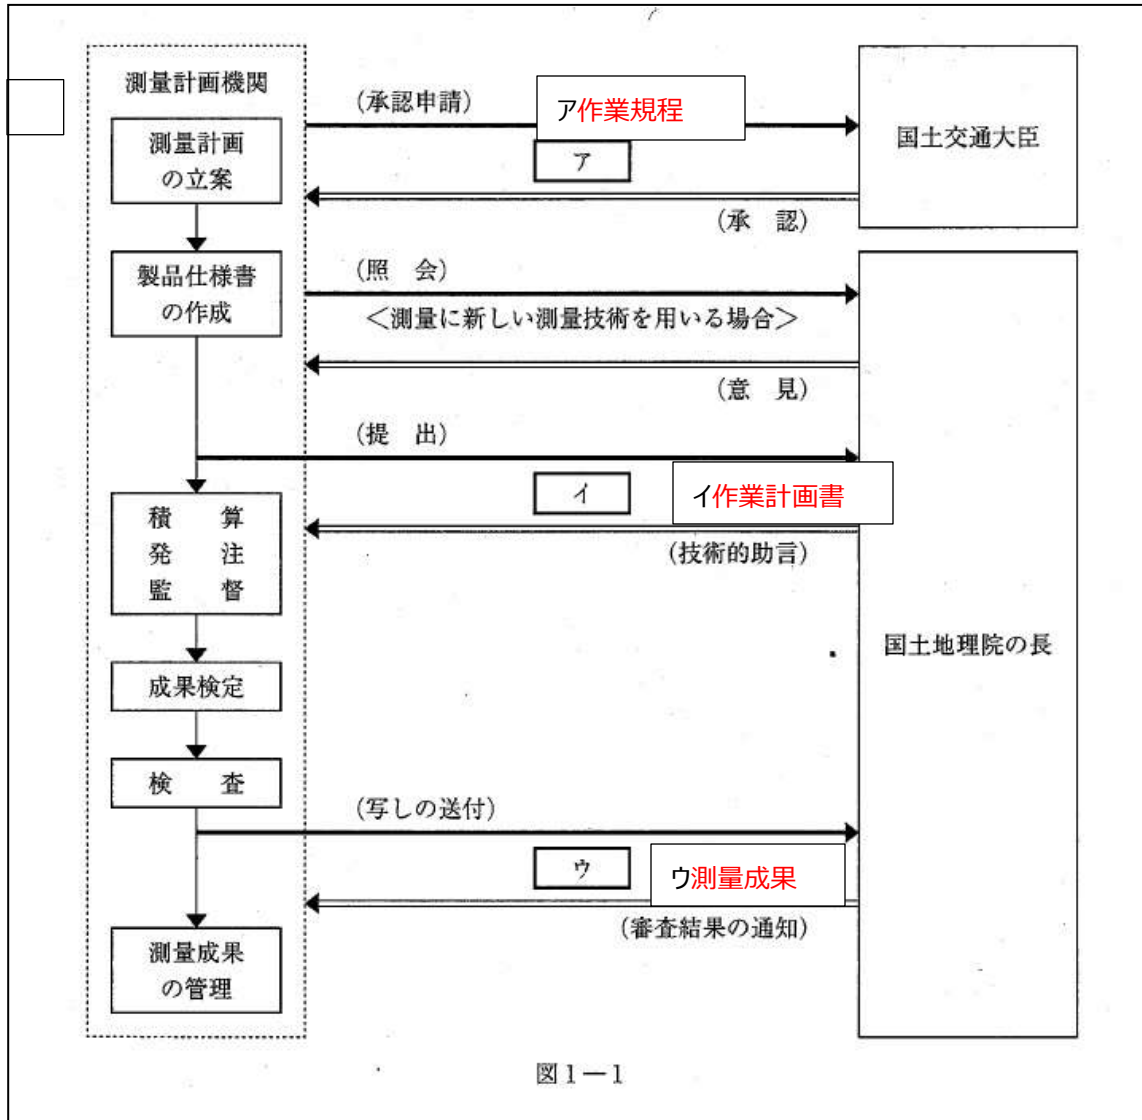 測量計画機関
測量計画
の立案
(承認申請)
ア作業規程
ア
(承 認)
国土交通大臣
製品仕様書
の作成
(照 会)
<測量に新しい測量技術を用いる場合>
(意 見)
(提 出)
イ
イ作業計画書
(技術的助言)
積 算
発 注
監 督
国土地理院の長
成果検定
検 査
(写しの送付)
ウ
ウ測量成果
(審査結果の通知)
測量成果
の管理
図1―1